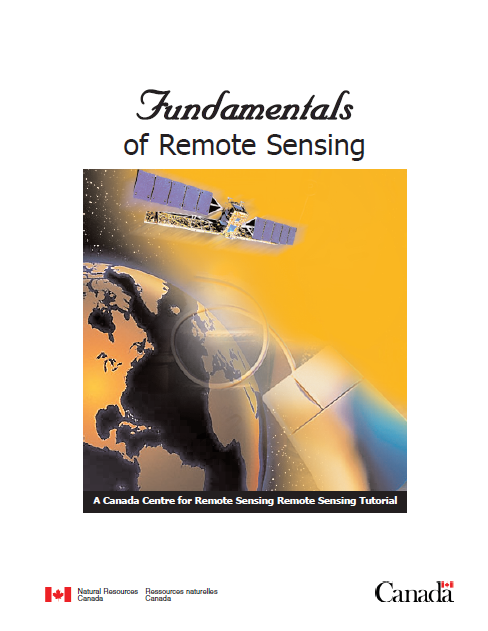 Fundamentals
of Remote Sensing
A Canada Centre for Remote Sensing Remote Sensing Tutorial
Natural Resources
Canada
Ressources naturelles
Canada
Canada